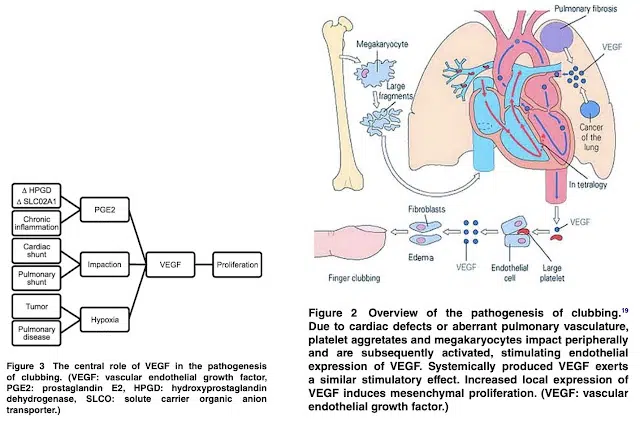 Δ HPGD
Δ SLC02A1
Chronic
inflammation
Cardiac
shunt
Pulmonary
shunt
Tumor
Pulmonary
disease
PGE2
Impaction
Hypoxia
VEGF
Proliferation
Figure 3 The central role of VEGF in the pathogenesis
of clubbing. (VEGF: vascular endothelial growth factor,
PGE2: prostaglandin E2, HPGD: hydroxyprostaglandin
dehydrogenase, SLCO: solute carrier organic anion
transporter.)
Megakaryocyte
Large
fragments
Pulmonary fibrosis
VEGF
Cancer
of the
lung
In tetralogy
VEGF
Large
platelet
Endothelial
cell
VEGF
Fibroblasts
Edema
Finger clubbing
Figure 2 Overview of the pathogenesis of clubbing.19
Due to cardiac defects or aberrant pulmonary vasculature,
platelet aggretates and megakaryocytes impact peripherally
and are subsequently activated, stimulating endothelial
expression of VEGF. Systemically produced VEGF exerts
a similar stimulatory effect. Increased local expression of
VEGF induces mesenchymal proliferation. (VEGF: vascular
endothelial growth factor.)